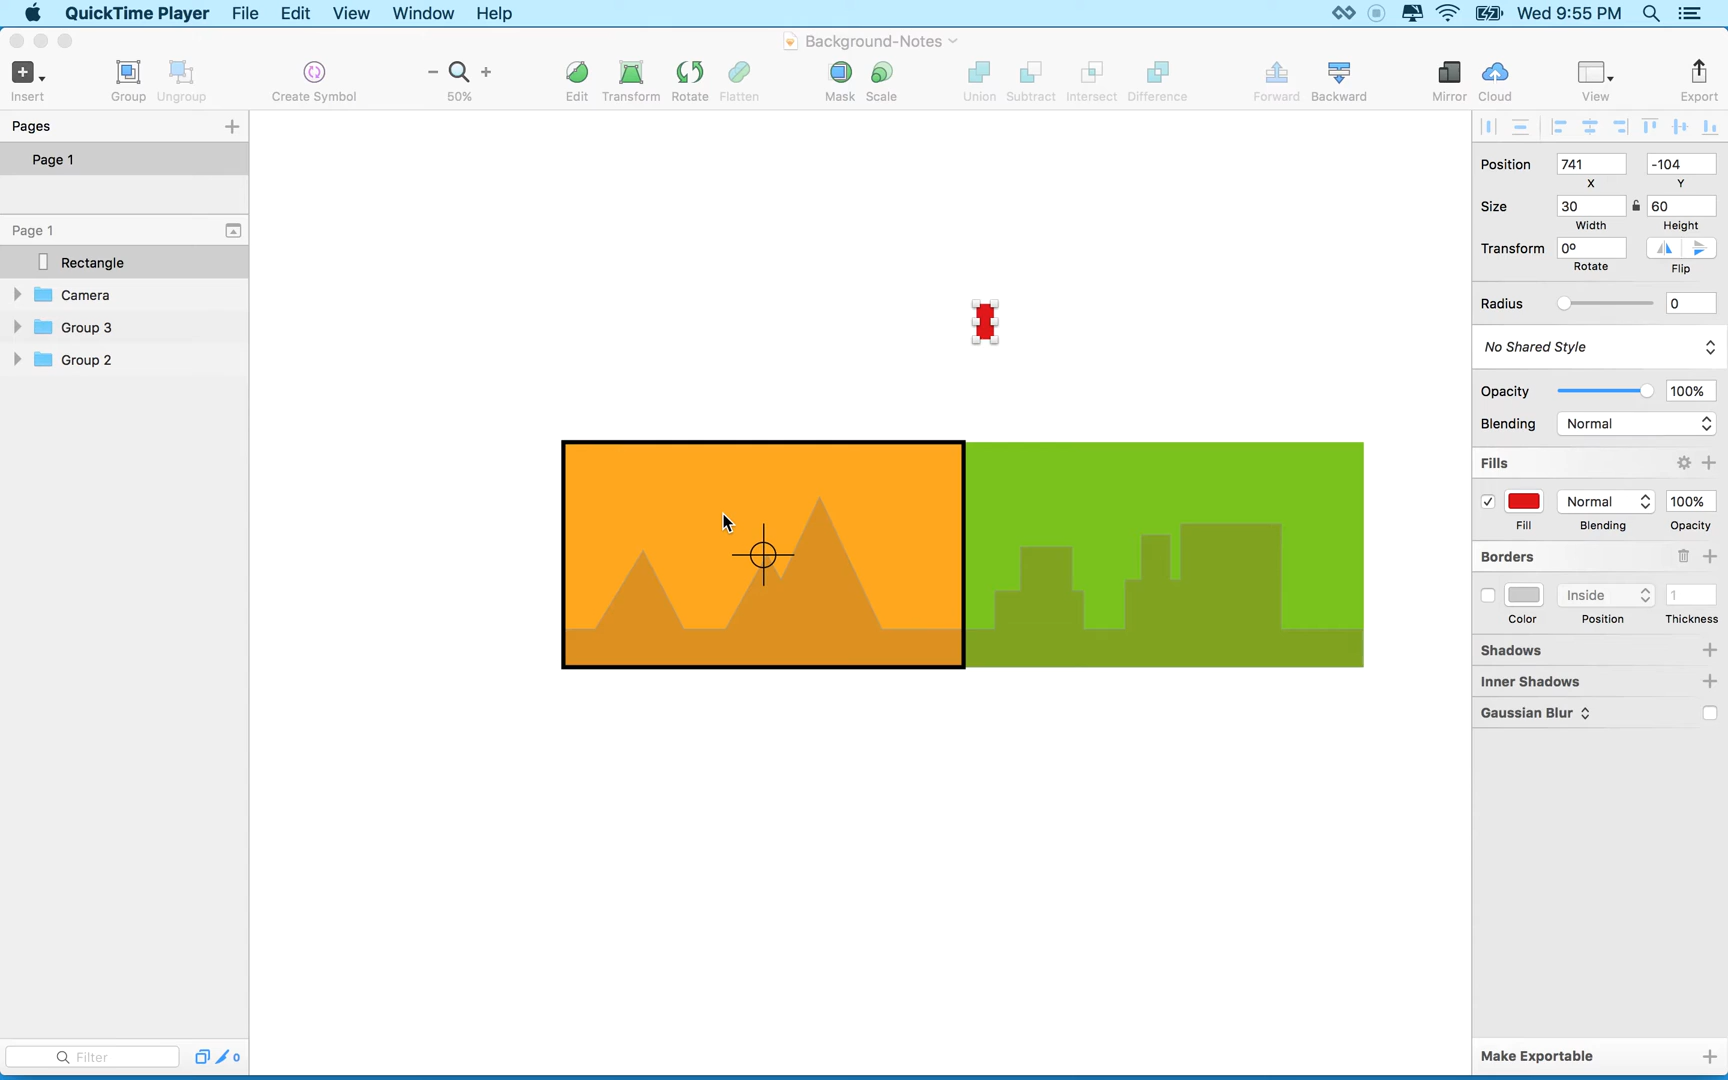 QuickTime Player File Edit View Window Help Wed 9:55 PM
Background-Notes
Insert Group Ungroup Create Symbol 50% Edit Transform Rotate Flatten Mask Scale Union Subtract Intersect Difference Forward Backward Mirror Cloud View Export
Pages
Page 1
Page 1
Rectangle
Camera
Group 3
Group 2
Filter 0
Position 741 -104
X Y
Size 30 60
Width Height
Transform 0º
Rotate Flip
Radius 0
No Shared Style
Opacity 100%
Blending Normal
Fills
Normal 100%
Fill Blending Opacity
Borders
Inside 1
Color Position Thickness
Shadows
Inner Shadows
Gaussian Blur
Make Exportable